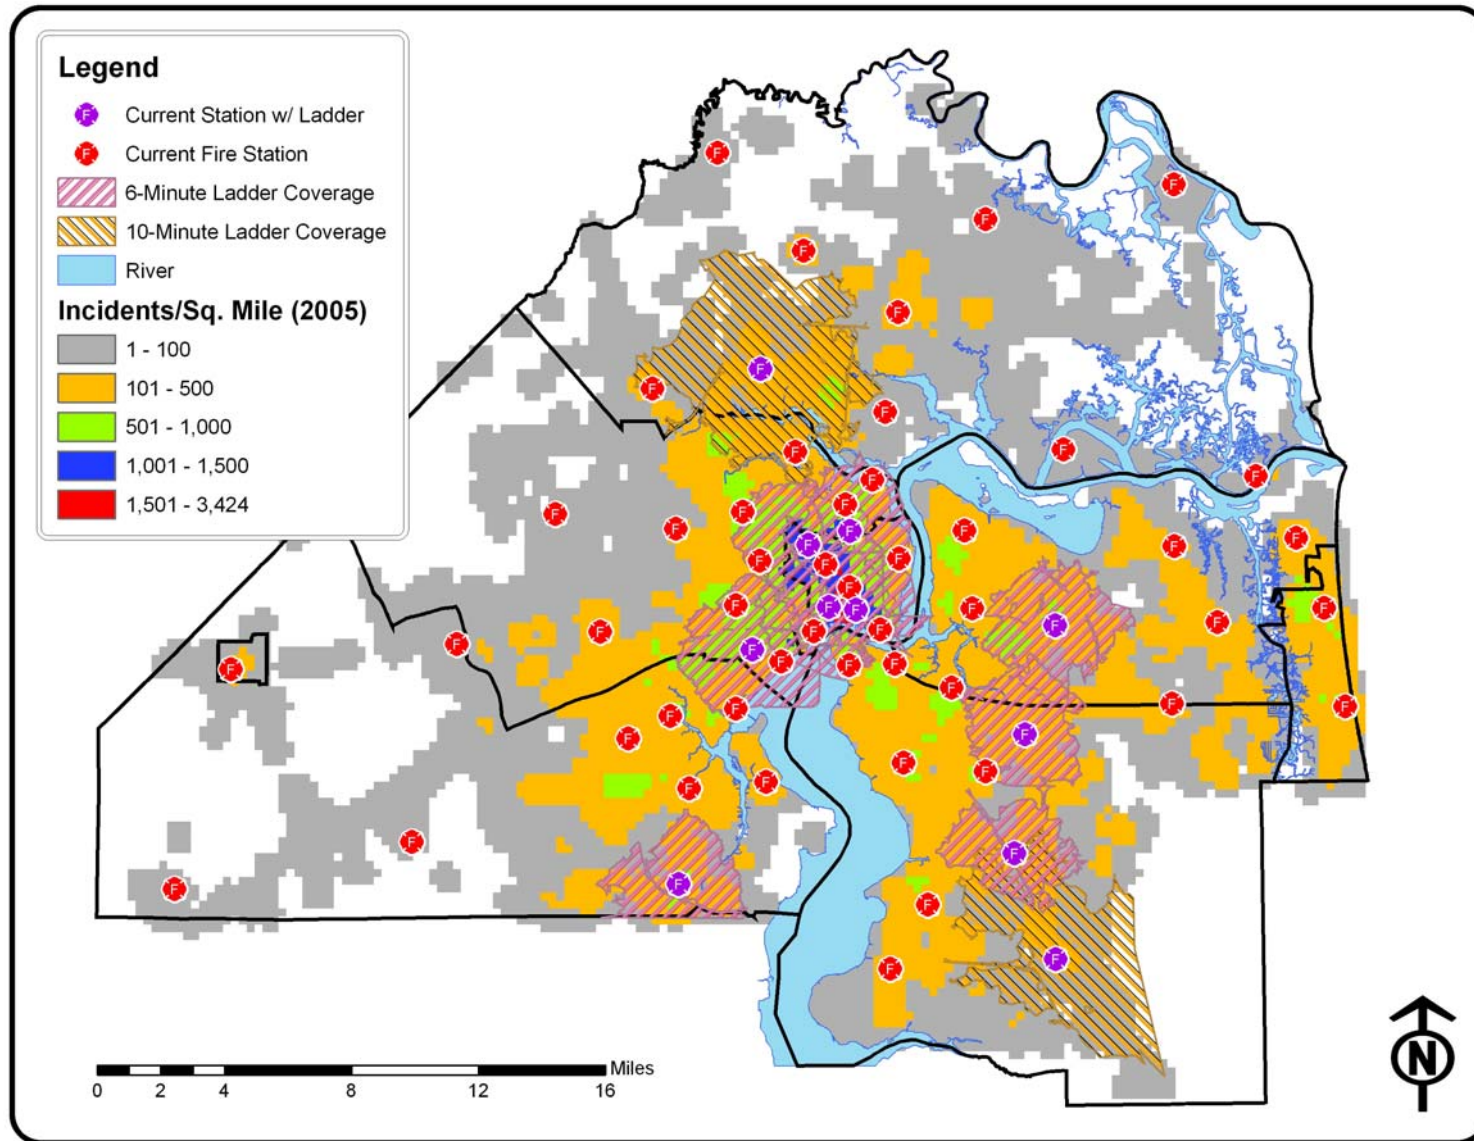 Legend
Current Station w/ Ladder
Current Fire Station
6-Minute Ladder Coverage
10-Minute Ladder Coverage
River
Incidents/Sq. Mile (2005)
1 - 100
101 - 500
501 - 1,000
1,001 - 1,500
1,501 - 3,424
Miles
0 2 4 8 12 16
N